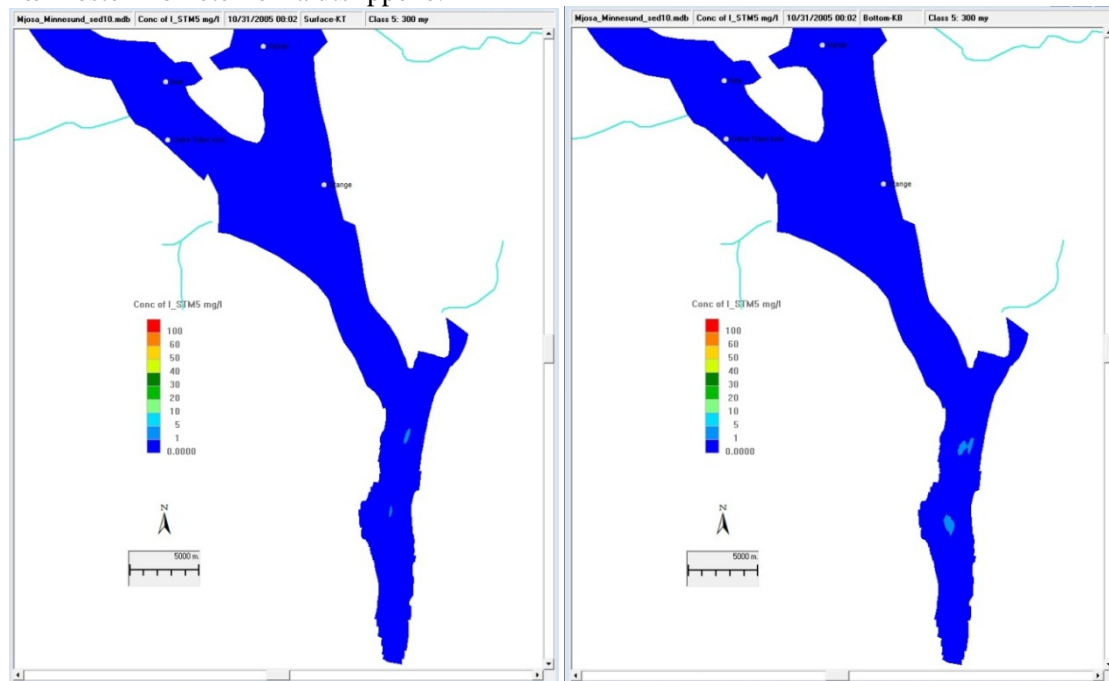 Mjosa_Minnesund_sed10.mdb Conc of I_STM5 mg/l 10/31/2005 00:02 Surface-KT Class 5: 300 my
Conc of I_STM5 mg/l
100
60
50
40
30
20
10
5
1
0.0000
N
5000 m.
Mjosa_Minnesund_sed10.mdb Conc of I_STM5 mg/l 10/31/2005 00:02 Bottom-KB Class 5: 300 my
Conc of I_STM5 mg/l
100
60
50
40
30
20
10
5
1
0.0000
N
5000 m.